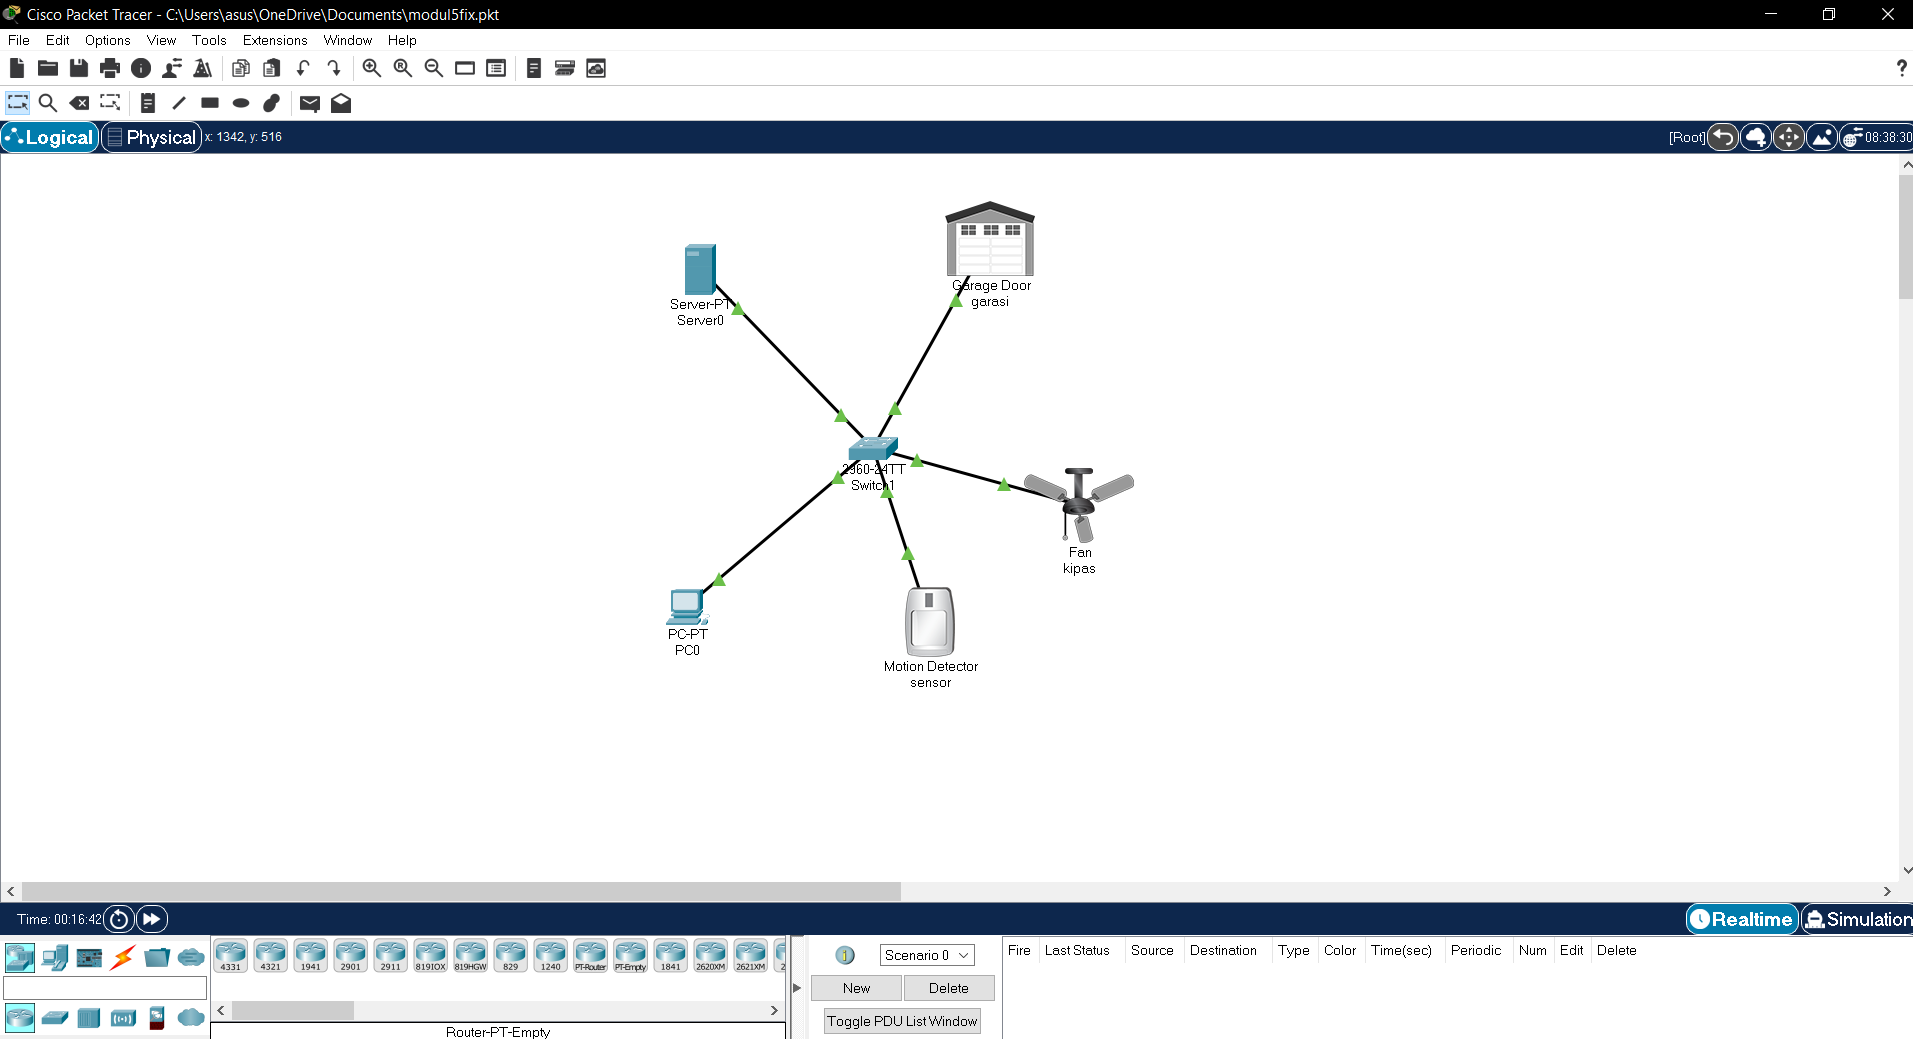 Cisco Packet Tracer - C:\Users\asus\OneDrive\Documents\modul5fix.pkt
File Edit Options View Tools Extensions Window Help
?
Logical Physical x: 1342, y: 516 [Root] 08:38:30
Garage Door
garasi
Server-PT
Server0
2960-24TT
Switch1
Fan
kipas
PC-PT
PC0
Motion Detector
sensor
Time: 00:16:42 Realtime Simulation
4331 4321 1941 2901 2911 819IOX 819HGW 829 1240 PT-Router PT-Empty 1841 2620XM 2621XM 2
Router-PT-Empty
Scenario 0
New Delete
Toggle PDU List Window
Fire Last Status Source Destination Type Color Time(sec) Periodic Num Edit Delete